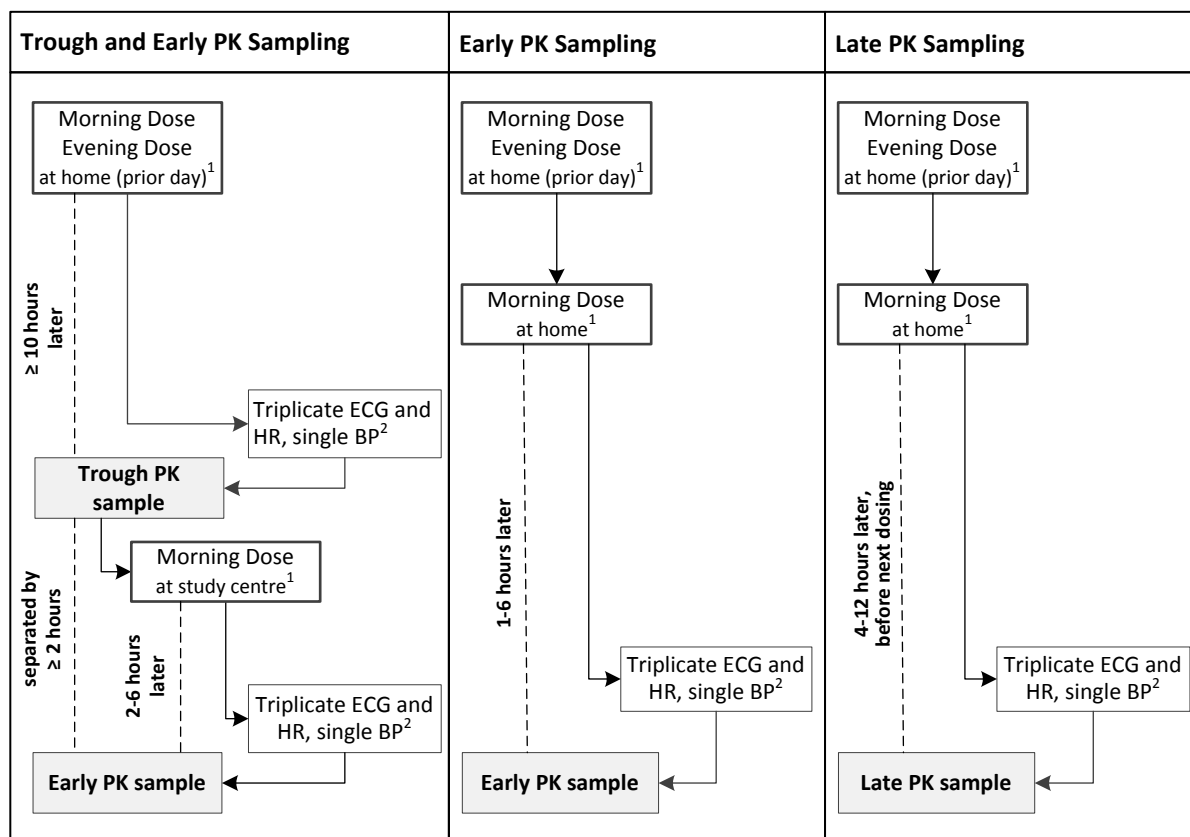 Trough and Early PK Sampling
Morning Dose
Evening Dose
at home (prior day)1
≥ 10 hours
later
Triplicate ECG and
HR, single BP2
Trough PK
sample
Morning Dose
at study centre1
separated by
≥ 2 hours
2-6 hours
later
Triplicate ECG and
HR, single BP2
Early PK sample
Early PK Sampling
Morning Dose
Evening Dose
at home (prior day)1
Morning Dose
at home1
1-6 hours later
Triplicate ECG and
HR, single BP2
Early PK sample
Late PK Sampling
Morning Dose
Evening Dose
at home (prior day)1
Morning Dose
at home1
4-12 hours later,
before next dosing
Triplicate ECG and
HR, single BP2
Late PK sample